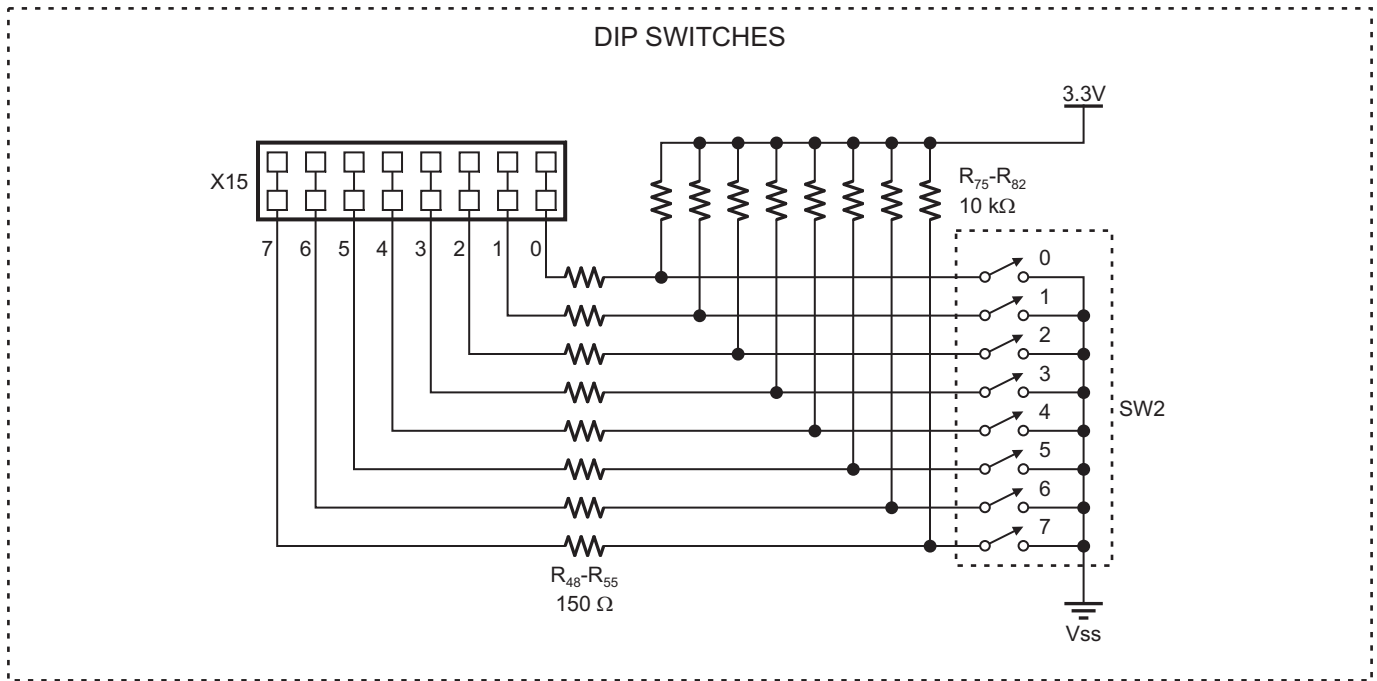 DIP SWITCHES
3.3V
X15
R75-R82
10 kΩ
7 6 5 4 3 2 1 0
0
1
2
3
4
5
6
7
SW2
R48-R55
150 Ω
Vss